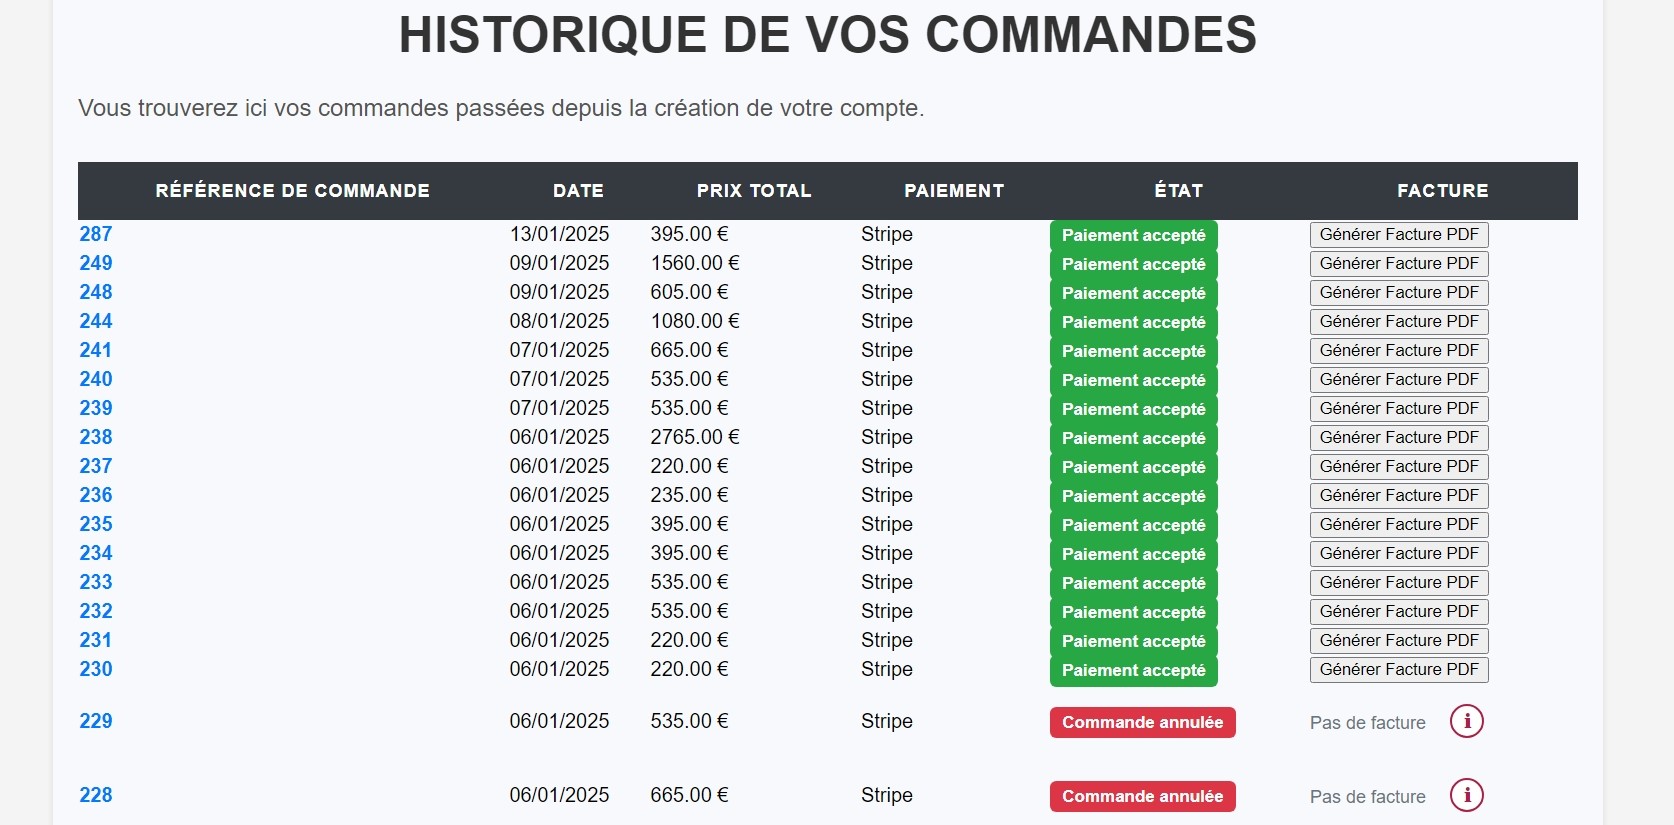 HISTORIQUE DE VOS COMMANDES
Vous trouverez ici vos commandes passées depuis la création de votre compte.
RÉFÉRENCE DE COMMANDE DATE PRIX TOTAL PAIEMENT ÉTAT FACTURE
287 13/01/2025 395.00 € Stripe Paiement accepté Générer Facture PDF
249 09/01/2025 1560.00 € Stripe Paiement accepté Générer Facture PDF
248 09/01/2025 605.00 € Stripe Paiement accepté Générer Facture PDF
244 08/01/2025 1080.00 € Stripe Paiement accepté Générer Facture PDF
241 07/01/2025 665.00 € Stripe Paiement accepté Générer Facture PDF
240 07/01/2025 535.00 € Stripe Paiement accepté Générer Facture PDF
239 07/01/2025 535.00 € Stripe Paiement accepté Générer Facture PDF
238 06/01/2025 2765.00 € Stripe Paiement accepté Générer Facture PDF
237 06/01/2025 220.00 € Stripe Paiement accepté Générer Facture PDF
236 06/01/2025 235.00 € Stripe Paiement accepté Générer Facture PDF
235 06/01/2025 395.00 € Stripe Paiement accepté Générer Facture PDF
234 06/01/2025 395.00 € Stripe Paiement accepté Générer Facture PDF
233 06/01/2025 535.00 € Stripe Paiement accepté Générer Facture PDF
232 06/01/2025 535.00 € Stripe Paiement accepté Générer Facture PDF
231 06/01/2025 220.00 € Stripe Paiement accepté Générer Facture PDF
230 06/01/2025 220.00 € Stripe Paiement accepté Générer Facture PDF
229 06/01/2025 535.00 € Stripe Commande annulée Pas de facture i
228 06/01/2025 665.00 € Stripe Commande annulée Pas de facture i